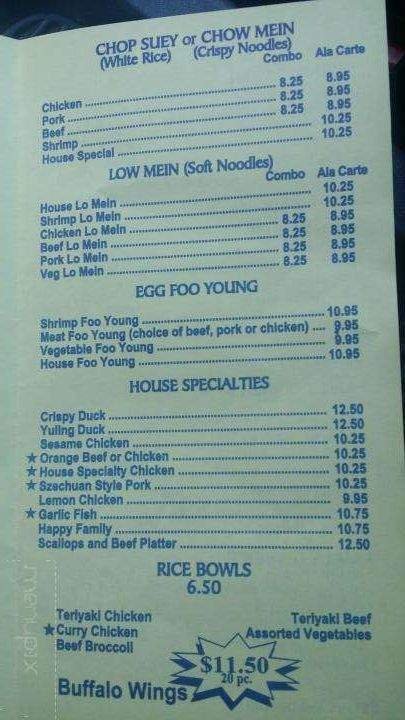 CHOP SUEY or CHOW MEIN
(White Rice) (Crispy Noodles)
Combo Ala Carte
Chicken 8.25 8.95
Pork 8.25 8.95
Beef 8.25 8.95
Shrimp 10.25
House Special 10.25
LOW MEIN (Soft Noodles)
Combo Ala Carte
House Lo Mein 10.25
Shrimp Lo Mein 10.25
Chicken Lo Mein 8.25 8.95
Beef Lo Mein 8.25 8.95
Pork Lo Mein 8.25 8.95
Veg Lo Mein 8.25 8.95
EGG FOO YOUNG
Shrimp Foo Young 10.95
Meat Foo Young (choice of beef, pork or chicken) 9.95
Vegetable Foo Young 9.95
House Foo Young 10.95
HOUSE SPECIALTIES
Crispy Duck 12.50
Yuling Duck 12.50
Sesame Chicken 10.25
★ Orange Beef or Chicken 10.25
★ House Specialty Chicken 10.25
★ Szechuan Style Pork 10.25
Lemon Chicken 9.95
★ Garlic Fish 10.75
Happy Family 10.75
Scallops and Beef Platter 12.50
RICE BOWLS
6.50
Teriyaki Chicken Teriyaki Beef
★ Curry Chicken Assorted Vegetables
Beef Broccoli
$11.50
20 pc.
Buffalo Wings
menupix